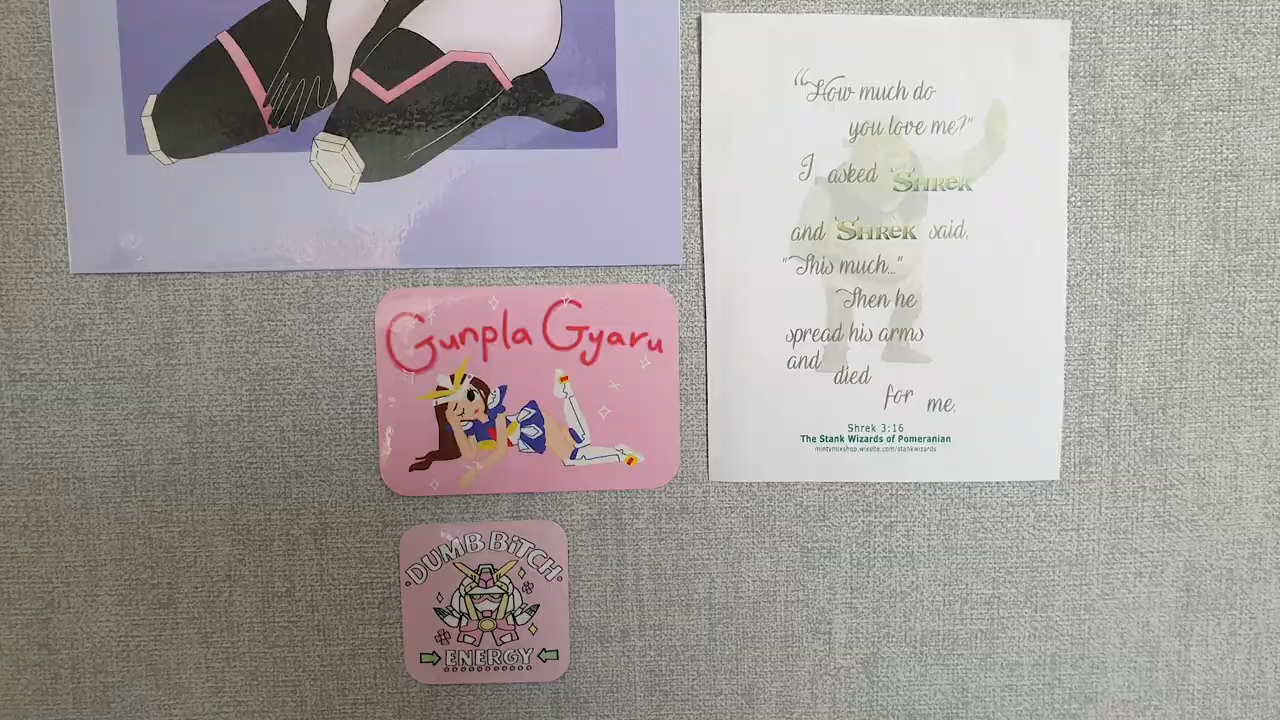 "How much do
you love me?"
I asked SHREK
and SHREK said,
"This much..."
Then he
spread his arms
and died
for me.
Shrek 3:16
The Stank Wizards of Pomeranian
mintymixshop.wixsite.com/stankwizards
Gunpla Gyaru
DUMB BiTCH
ENERGY